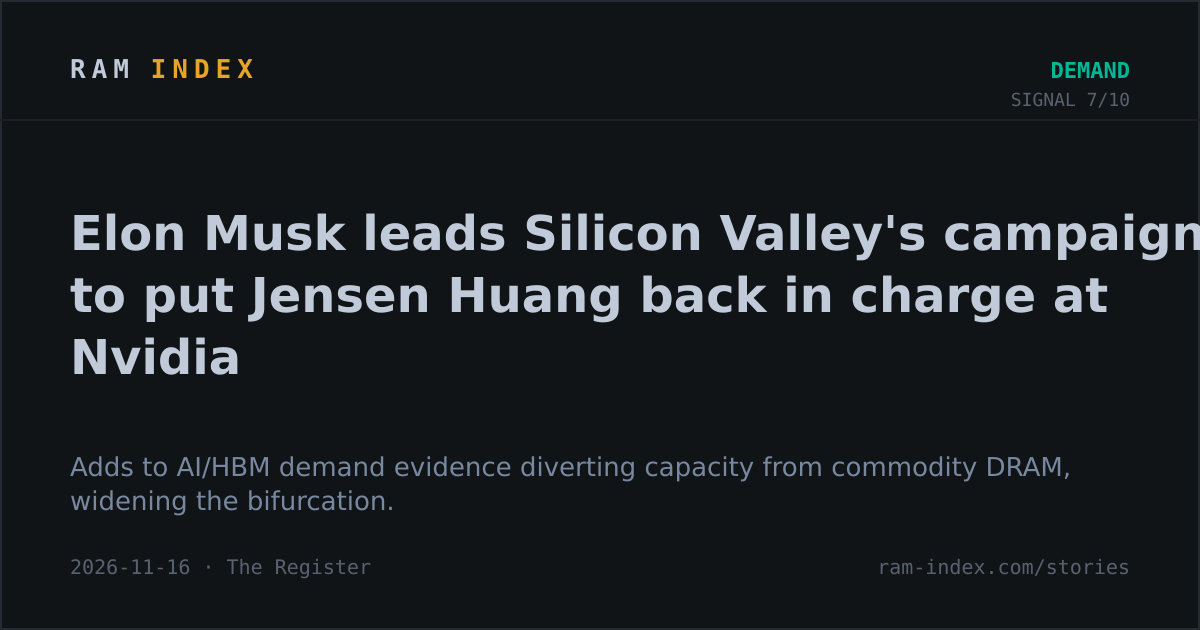 RAM INDEX
DEMAND
SIGNAL 7/10
Elon Musk leads Silicon Valley's campaign
to put Jensen Huang back in charge at
Nvidia
Adds to AI/HBM demand evidence diverting capacity from commodity DRAM,
widening the bifurcation.
2026-11-16 · The Register
ram-index.com/stories